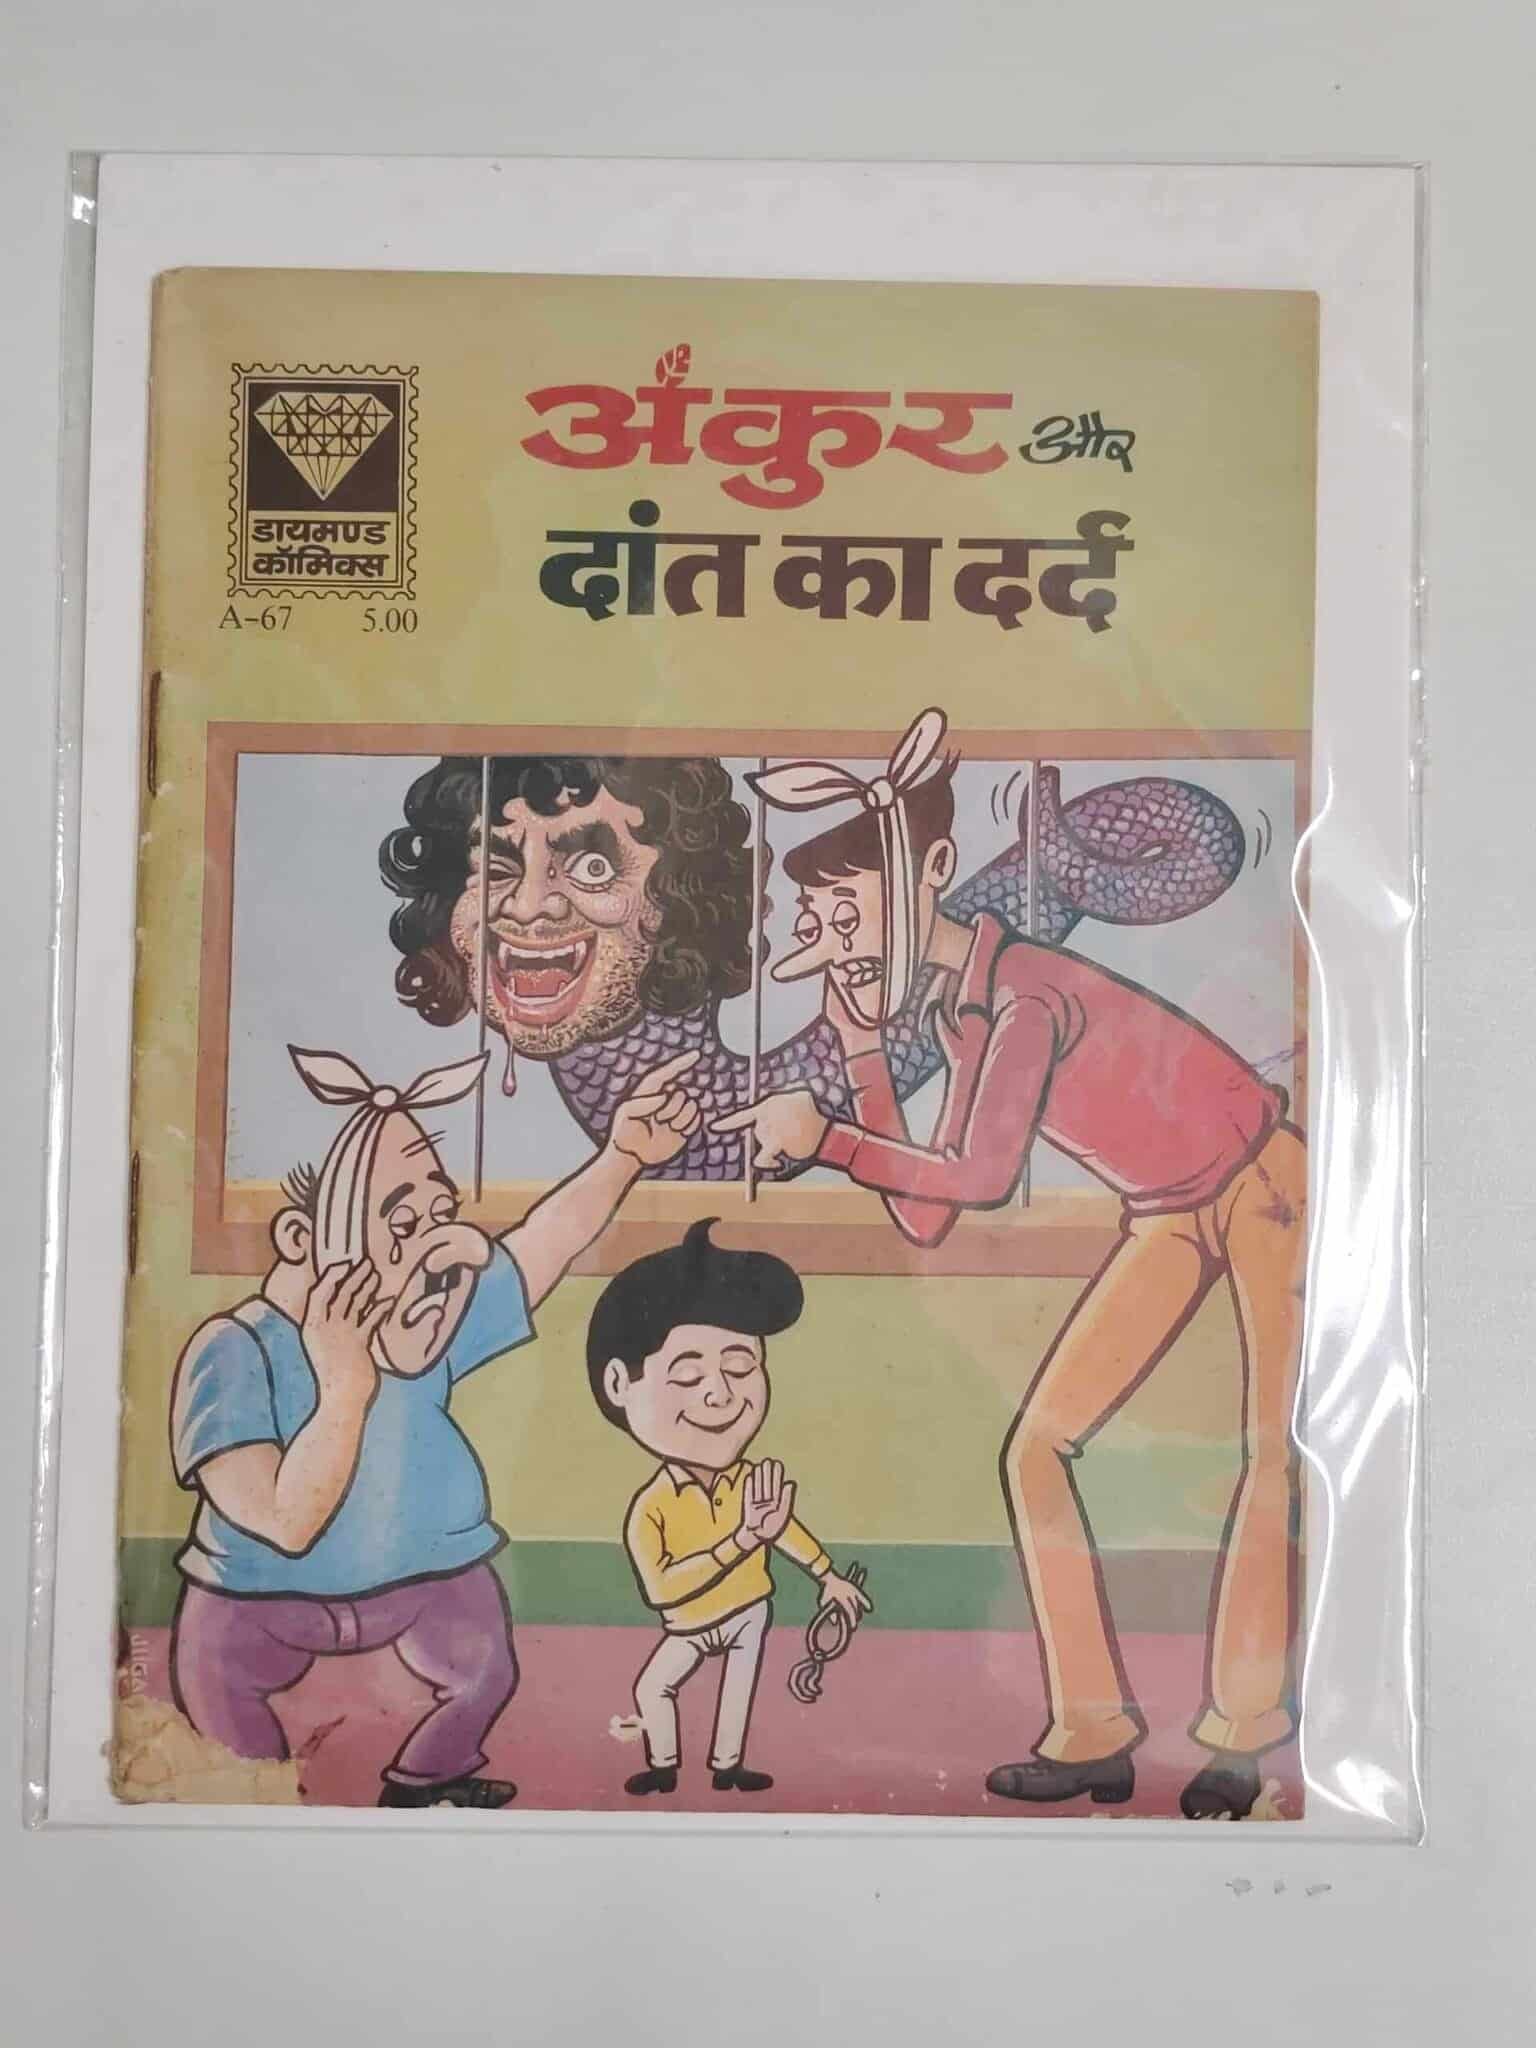 अंकुर और
दांत का दर्द
डायमण्ड
कॉमिक्स
A-67 5.00